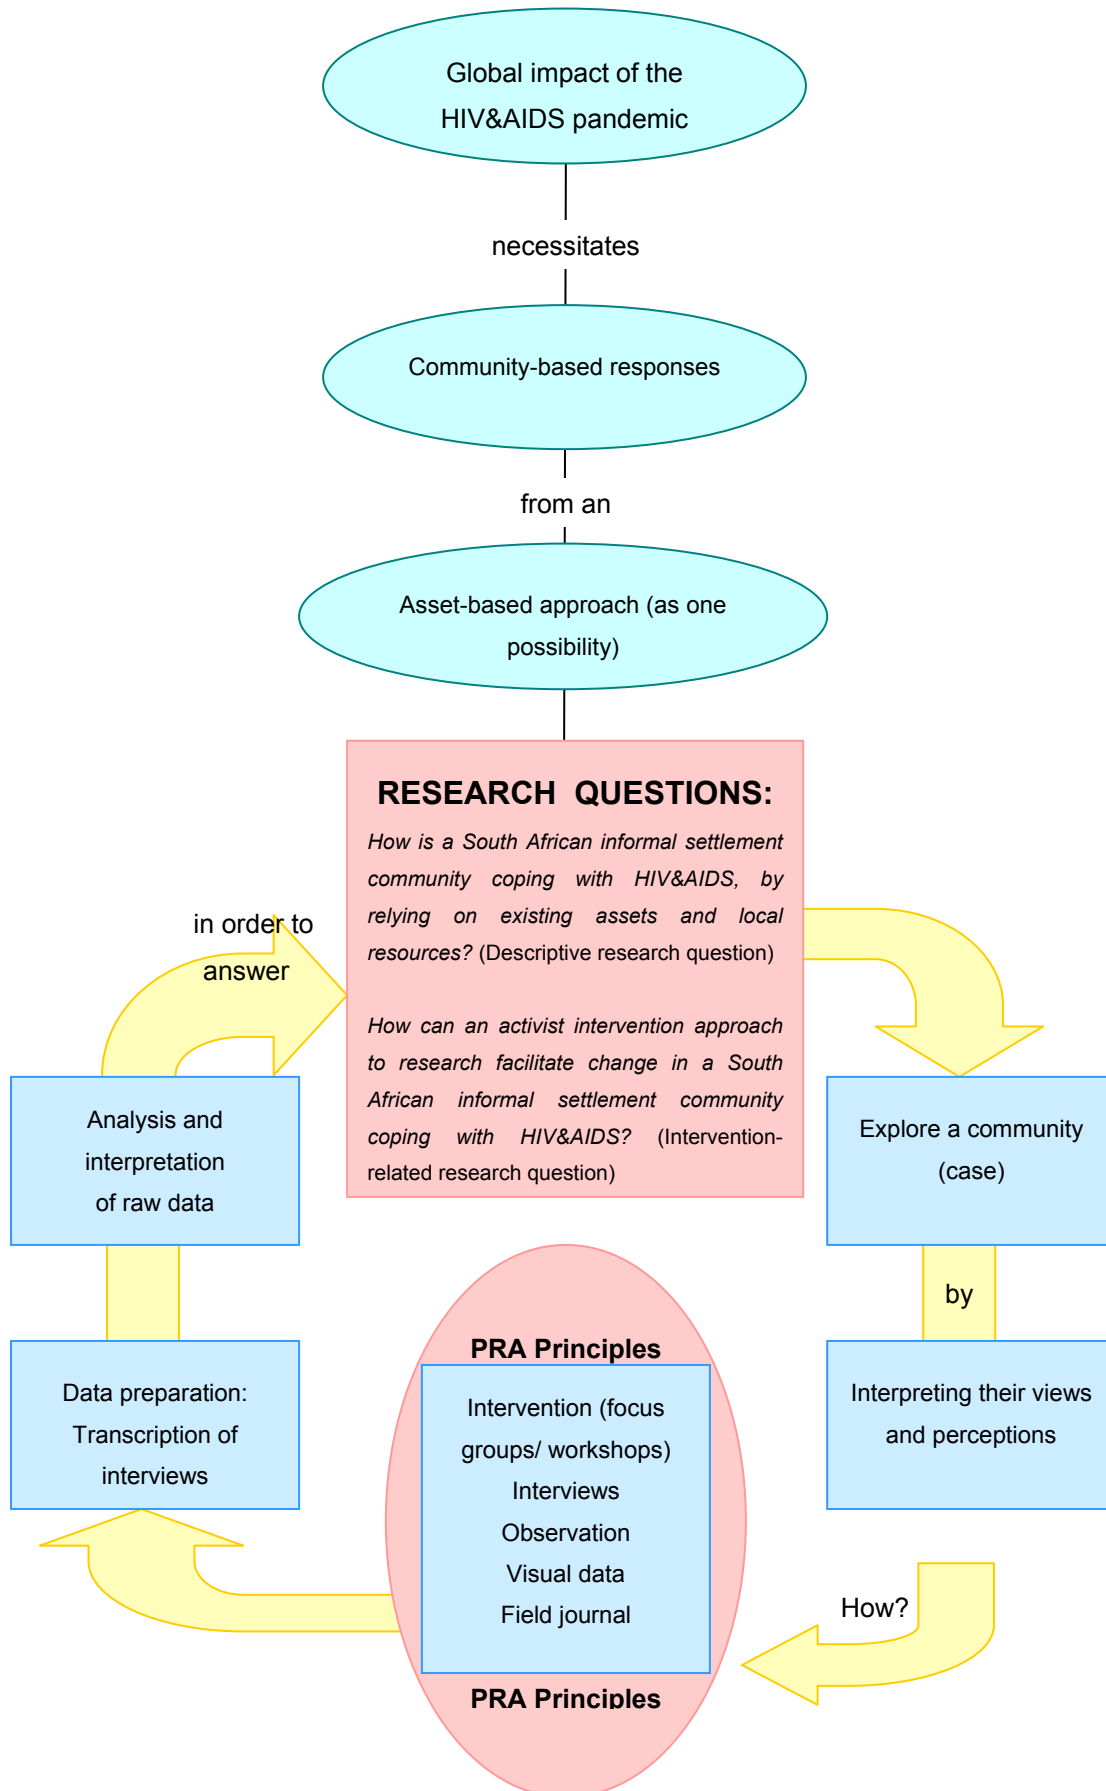 Global impact of the
HIV&AIDS pandemic
necessitates
Community-based responses
from an
Asset-based approach (as one
possibility)
RESEARCH QUESTIONS:
How is a South African informal settlement
community coping with HIV&AIDS, by
relying on existing assets and local
resources? (Descriptive research question)
How can an activist intervention approach
to research facilitate change in a South
African informal settlement community
coping with HIV&AIDS? (Intervention-
related research question)
in order to
answer
Explore a community
(case)
by
Interpreting their views
and perceptions
How?
PRA Principles
Intervention (focus
groups/ workshops)
Interviews
Observation
Visual data
Field journal
PRA Principles
Data preparation:
Transcription of
interviews
Analysis and
interpretation
of raw data